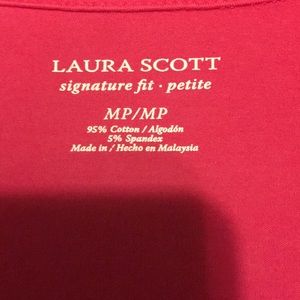 LAURA SCOTT
signature fit · petite
MP/MP
95% Cotton / Algodón
5% Spandex
Made in / Hecho en Malaysia